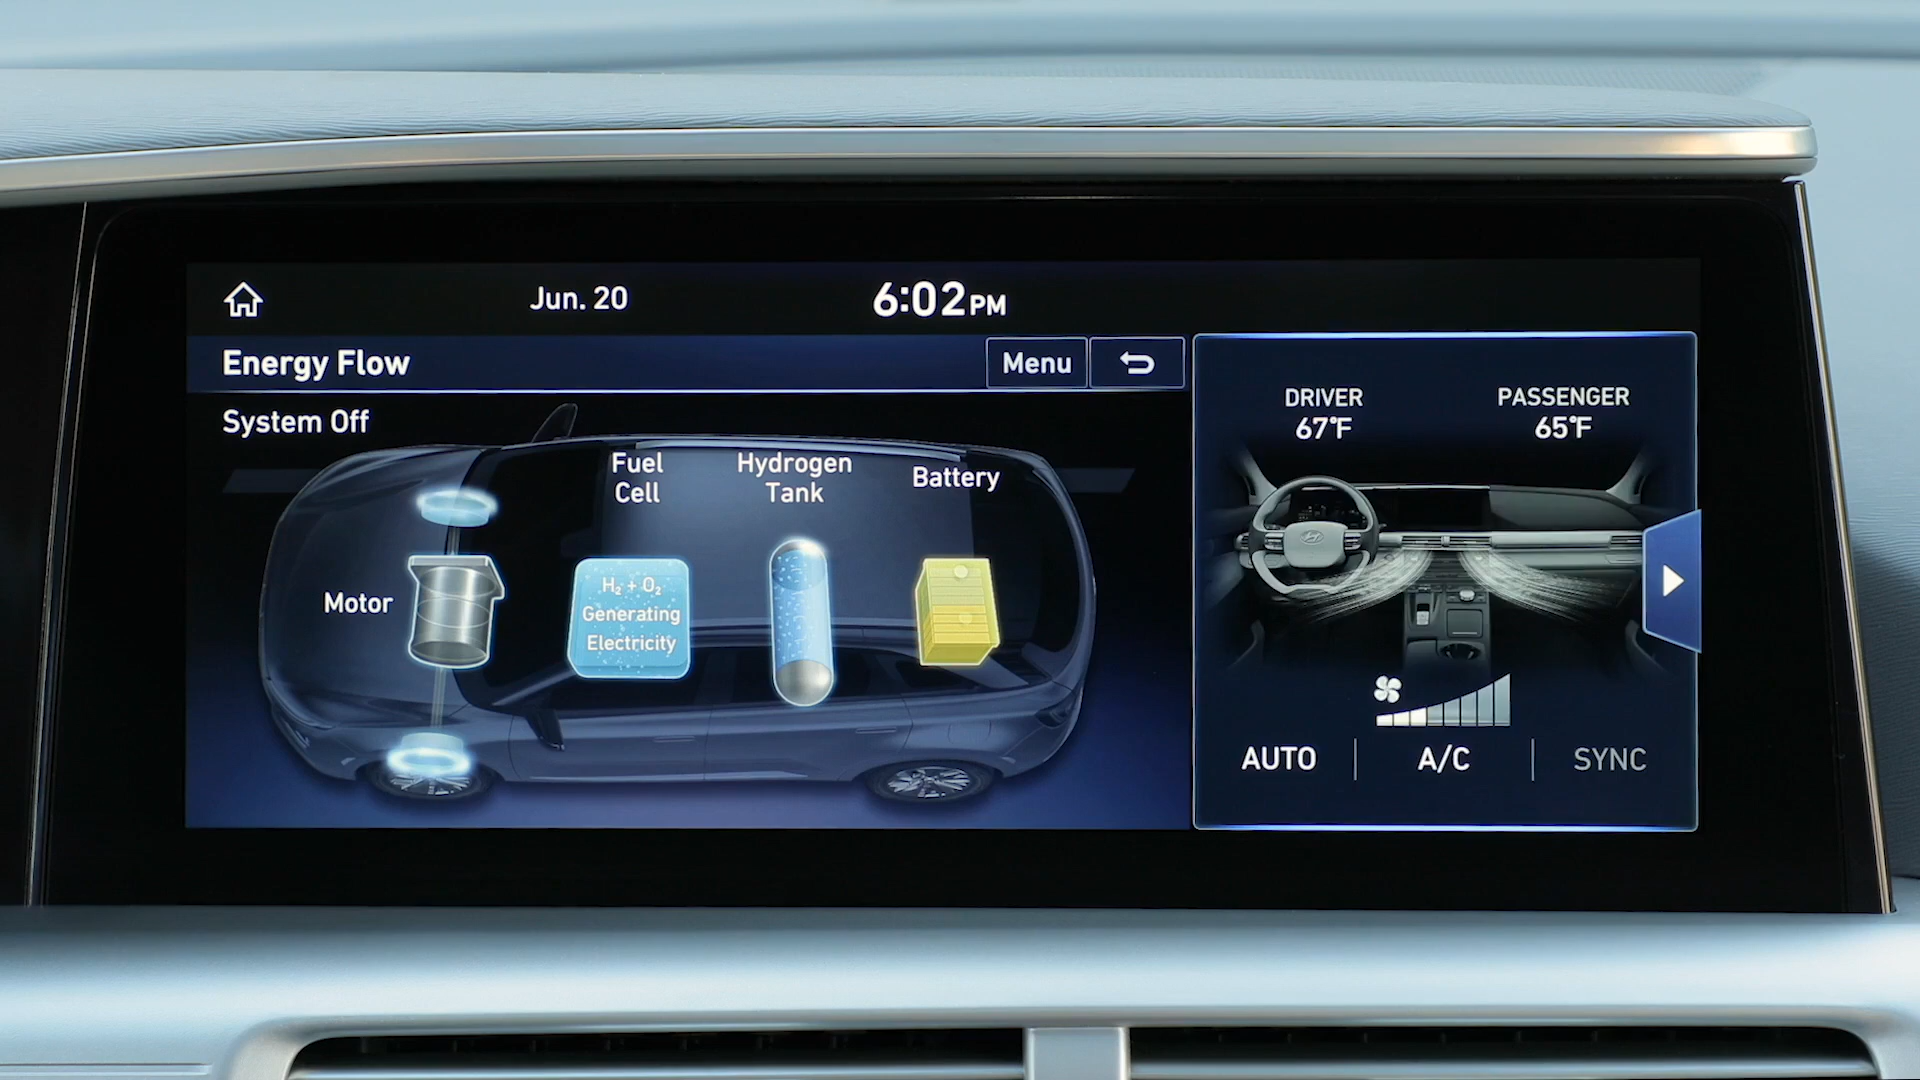 Jun. 20
6:02PM
Energy Flow
Menu
System Off
Fuel
Cell
Hydrogen
Tank
Battery
Motor
H₂ + O₂
Generating
Electricity
DRIVER
67°F
PASSENGER
65°F
AUTO
A/C
SYNC